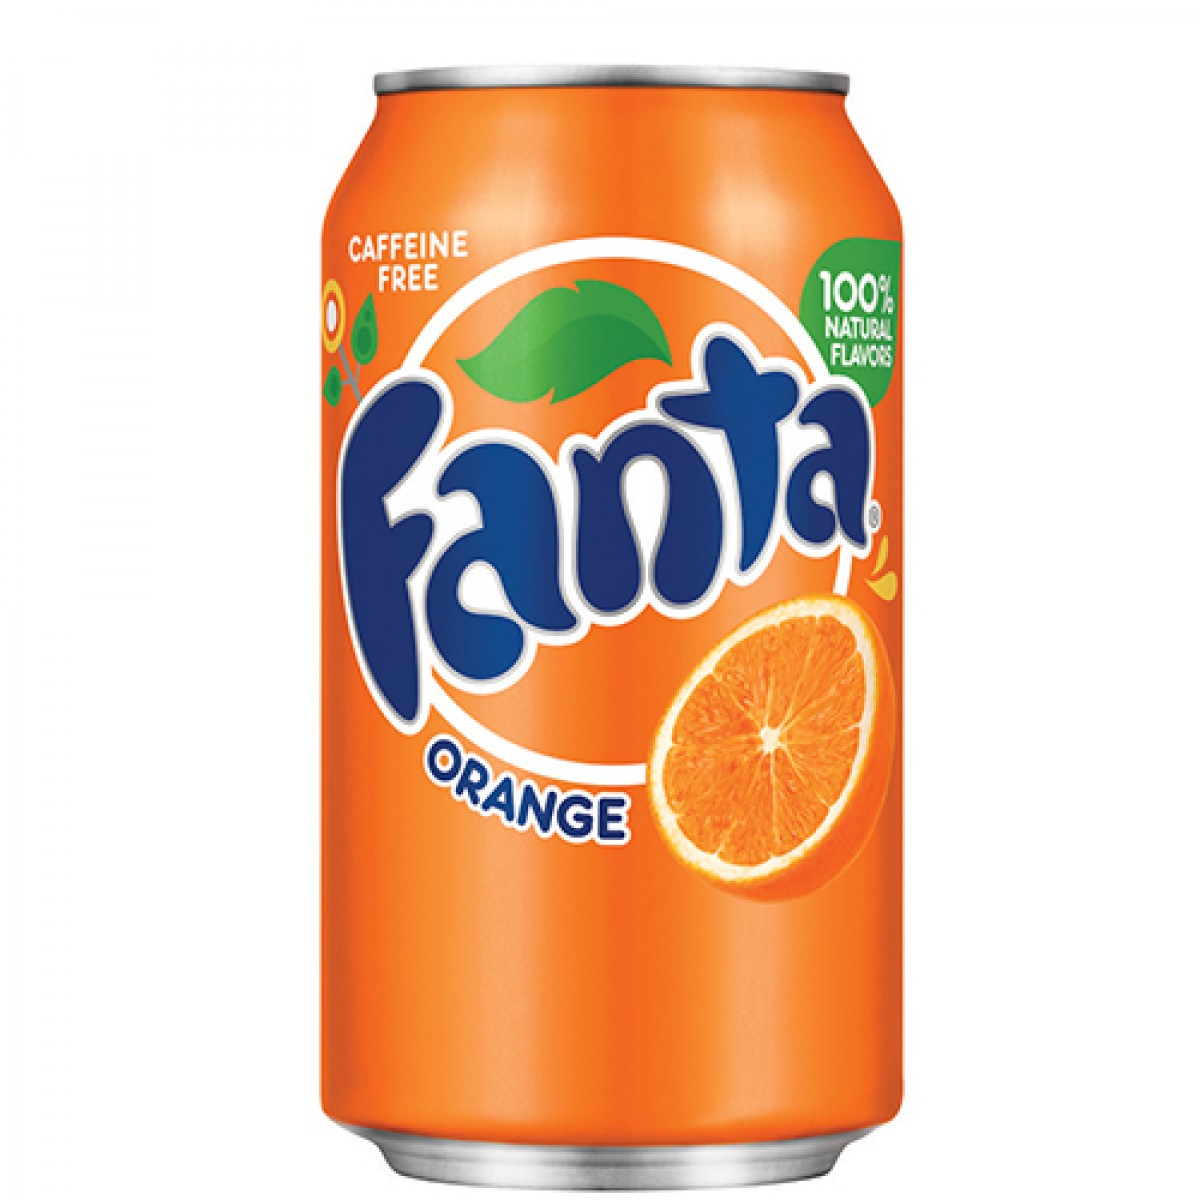 CAFFEINE
FREE
100%
NATURAL
FLAVORS
Fanta®
ORANGE